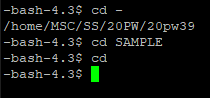 -bash-4.3$ cd -
/home/MSC/SS/20PW/20pw39
-bash-4.3$ cd SAMPLE
-bash-4.3$ cd
-bash-4.3$